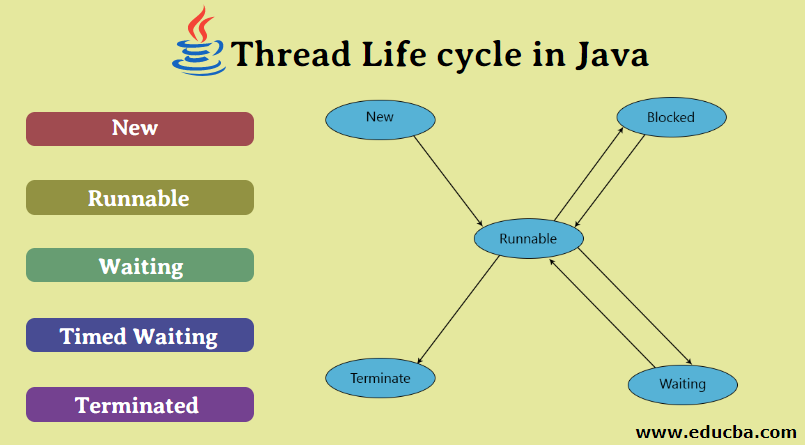 Thread Life cycle in Java
New
Runnable
Waiting
Timed Waiting
Terminated
New
Blocked
Runnable
Terminate
Waiting
www.educba.com